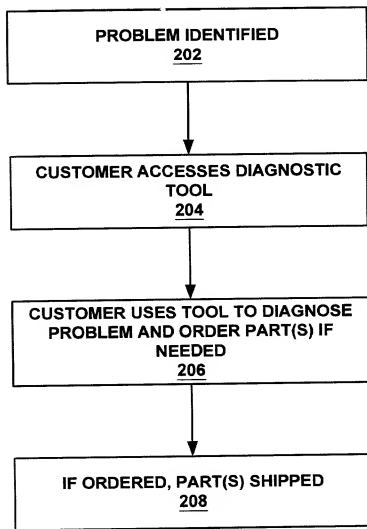 PROBLEM IDENTIFIED
202
CUSTOMER ACCESSES DIAGNOSTIC
TOOL
204
CUSTOMER USES TOOL TO DIAGNOSE
PROBLEM AND ORDER PART(S) IF
NEEDED
206
IF ORDERED, PART(S) SHIPPED
208